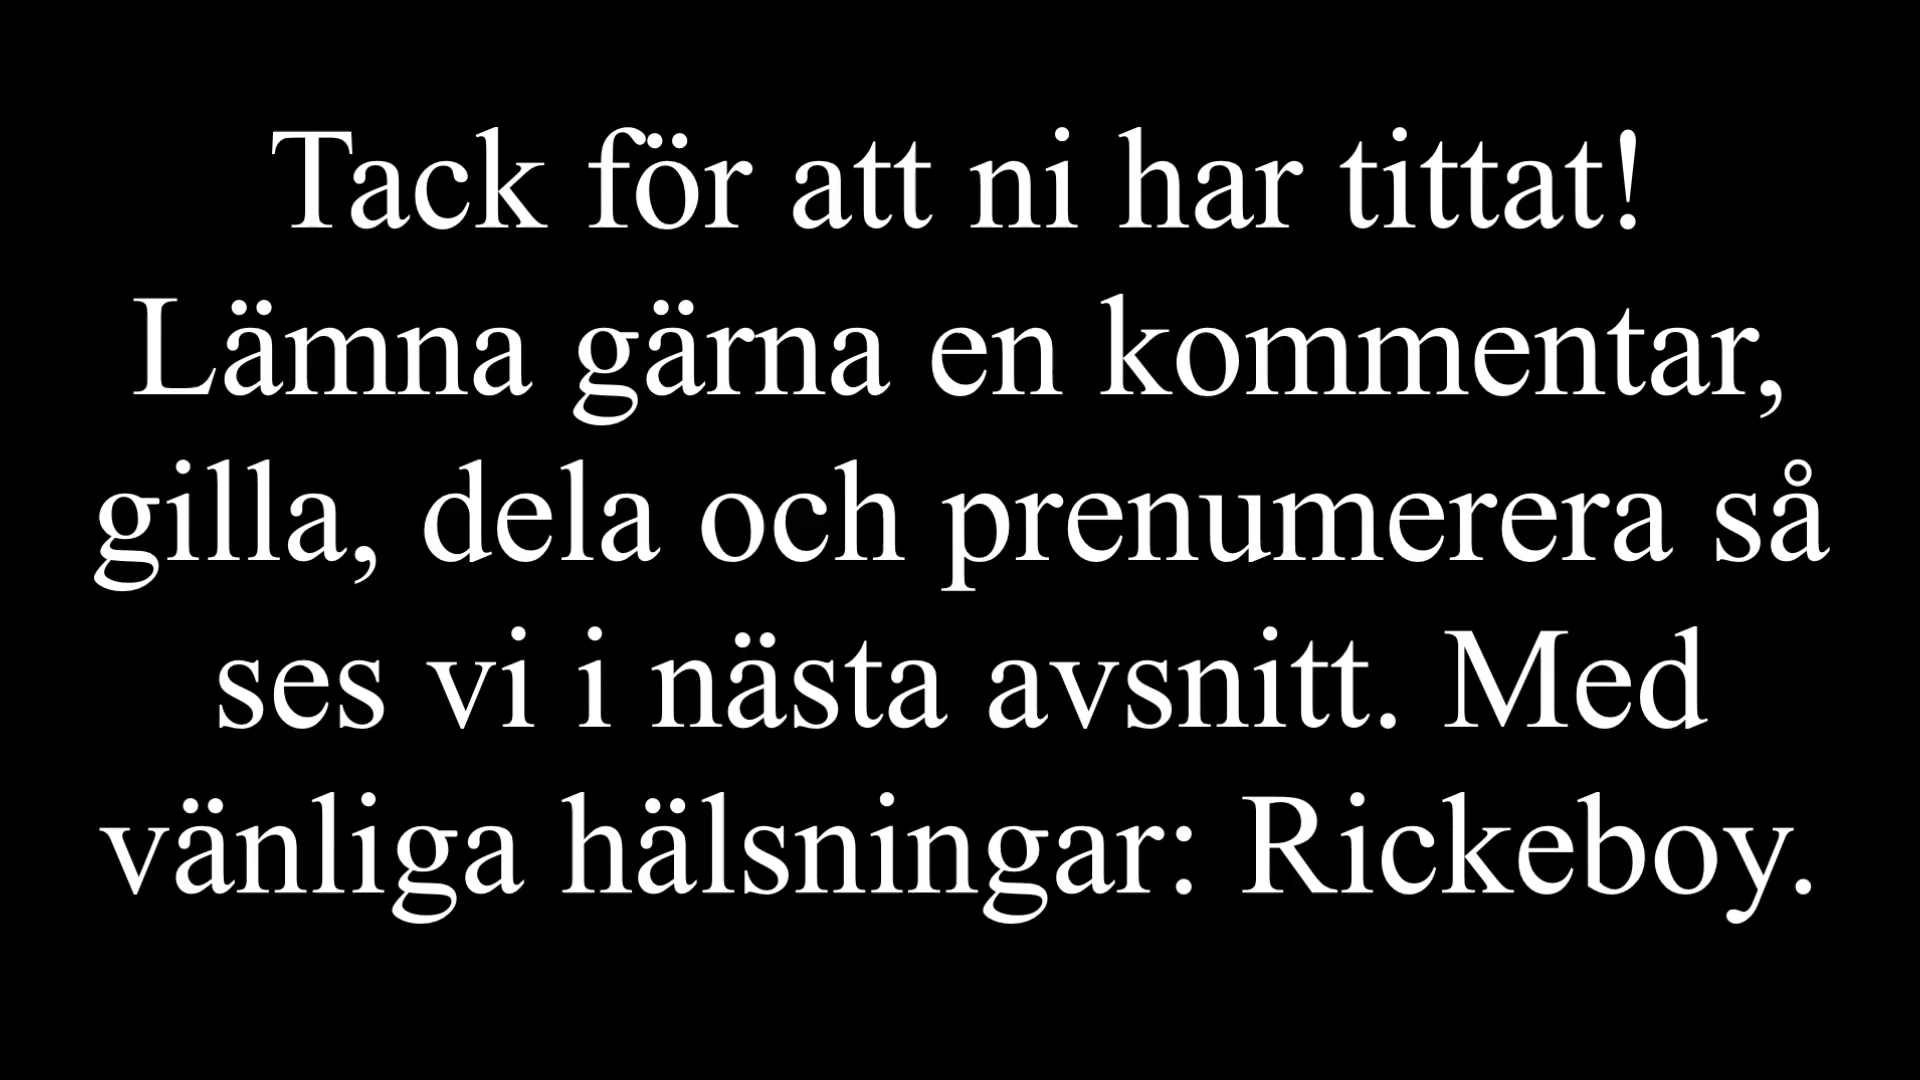 Tack för att ni har tittat!
Lämna gärna en kommentar,
gilla, dela och prenumerera så
ses vi i nästa avsnitt. Med
vänliga hälsningar: Rickeboy.